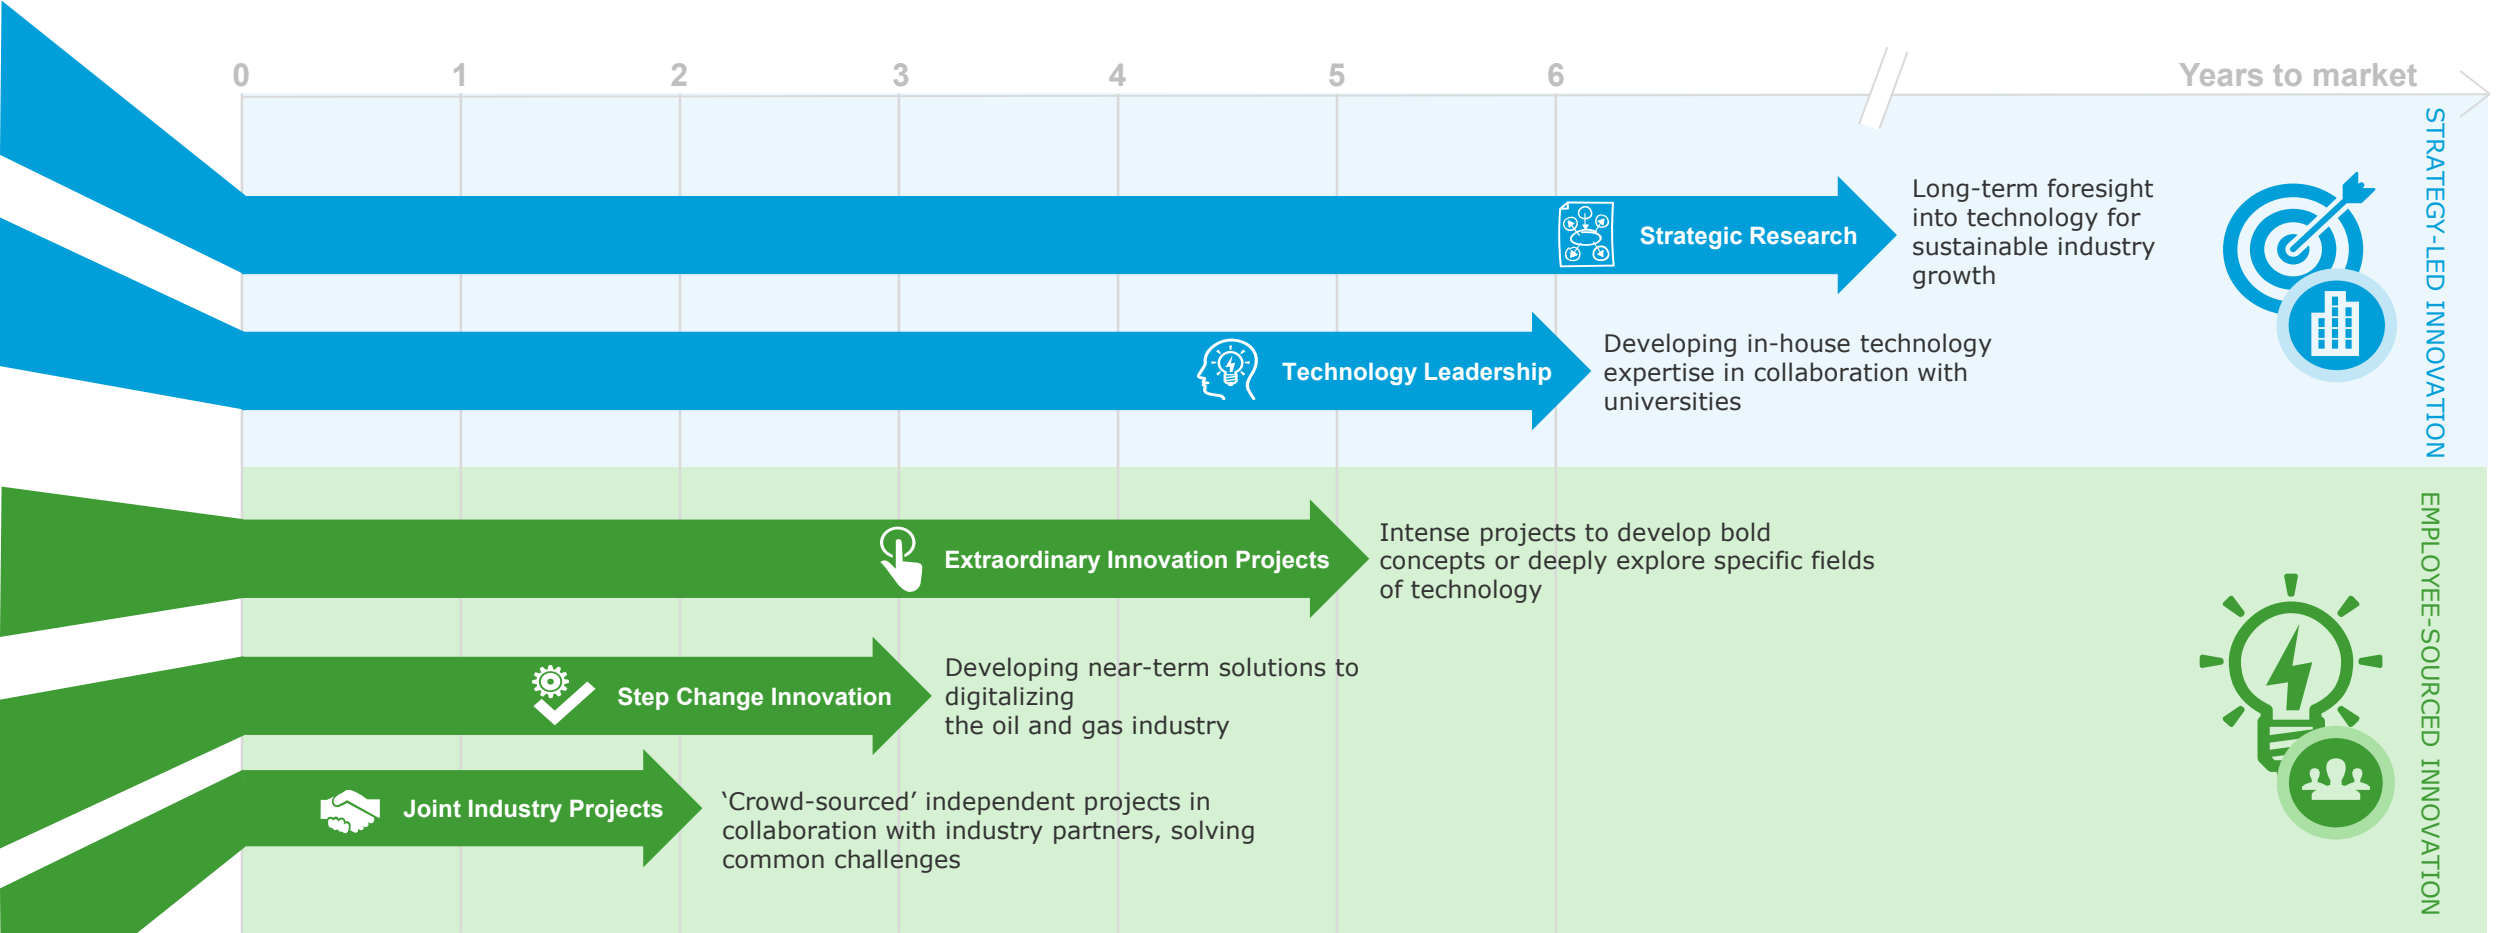 0 1 2 3 4 5 6 Years to market
STRATEGY-LED INNOVATION
Strategic Research
Long-term foresight
into technology for
sustainable industry
growth
Technology Leadership
Developing in-house technology
expertise in collaboration with
universities
EMPLOYEE-SOURCED INNOVATION
Extraordinary Innovation Projects
Intense projects to develop bold
concepts or deeply explore specific fields
of technology
Step Change Innovation
Developing near-term solutions to
digitalizing
the oil and gas industry
Joint Industry Projects
‘Crowd-sourced’ independent projects in
collaboration with industry partners, solving
common challenges